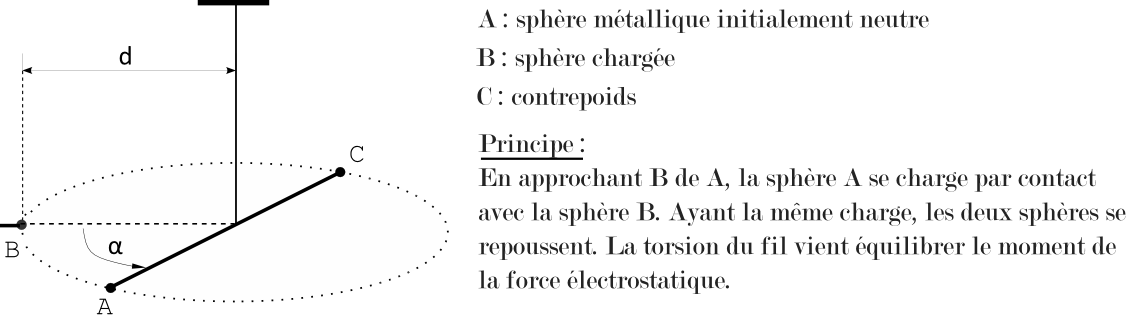 d
A : sphère métallique initialement neutre
B : sphère chargée
C : contrepoids
Principe :
En approchant B de A, la sphère A se charge par contact
avec la sphère B. Ayant la même charge, les deux sphères se
repoussent. La torsion du fil vient équilibrer le moment de
la force électrostatique.
C
B
α
A